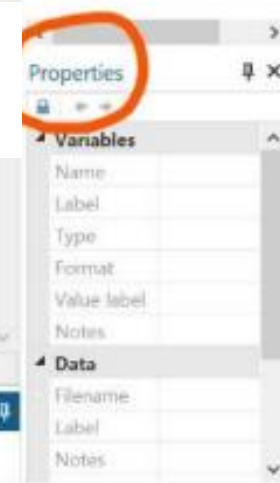 Properties
Variables
Name
Label
Type
Format
Value label
Notes
Data
Filename
Label
Notes